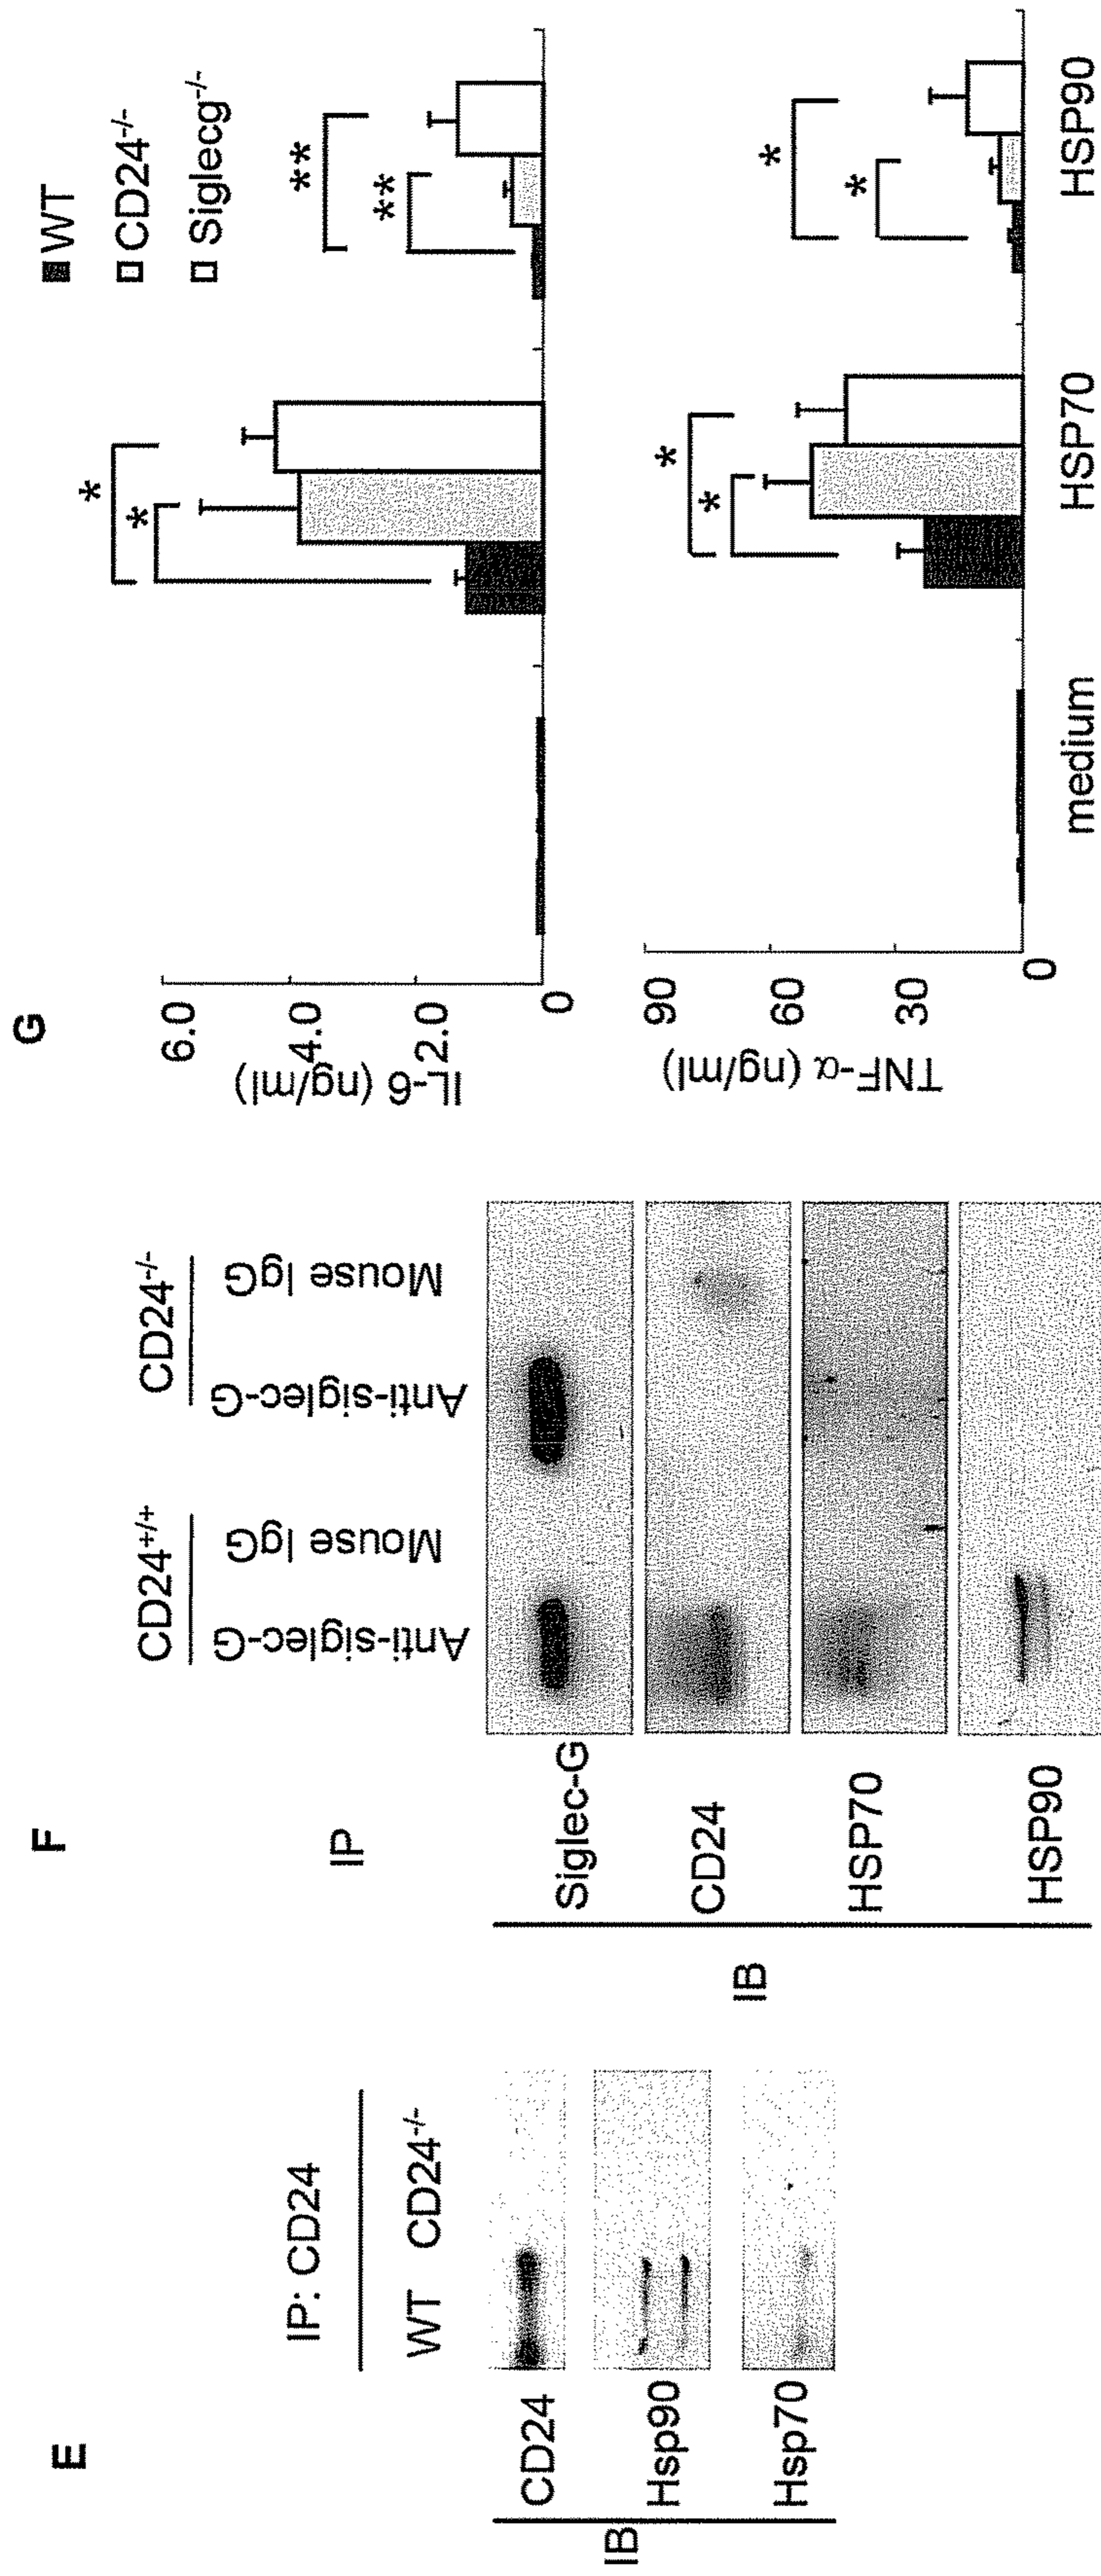 E
IP: CD24
WT CD24-/-
IB
CD24
Hsp90
Hsp70
F
CD24+/+ CD24-/-
IP
Anti-siglec-G Mouse IgG Anti-siglec-G Mouse IgG
IB
Siglec-G
CD24
HSP70
HSP90
G
WT
CD24-/-
Siglecg-/-
IL-6 (ng/ml)
6.0
4.0
2.0
0
* * ** **
TNF-α (ng/ml)
90
60
30
0
* * * *
medium HSP70 HSP90